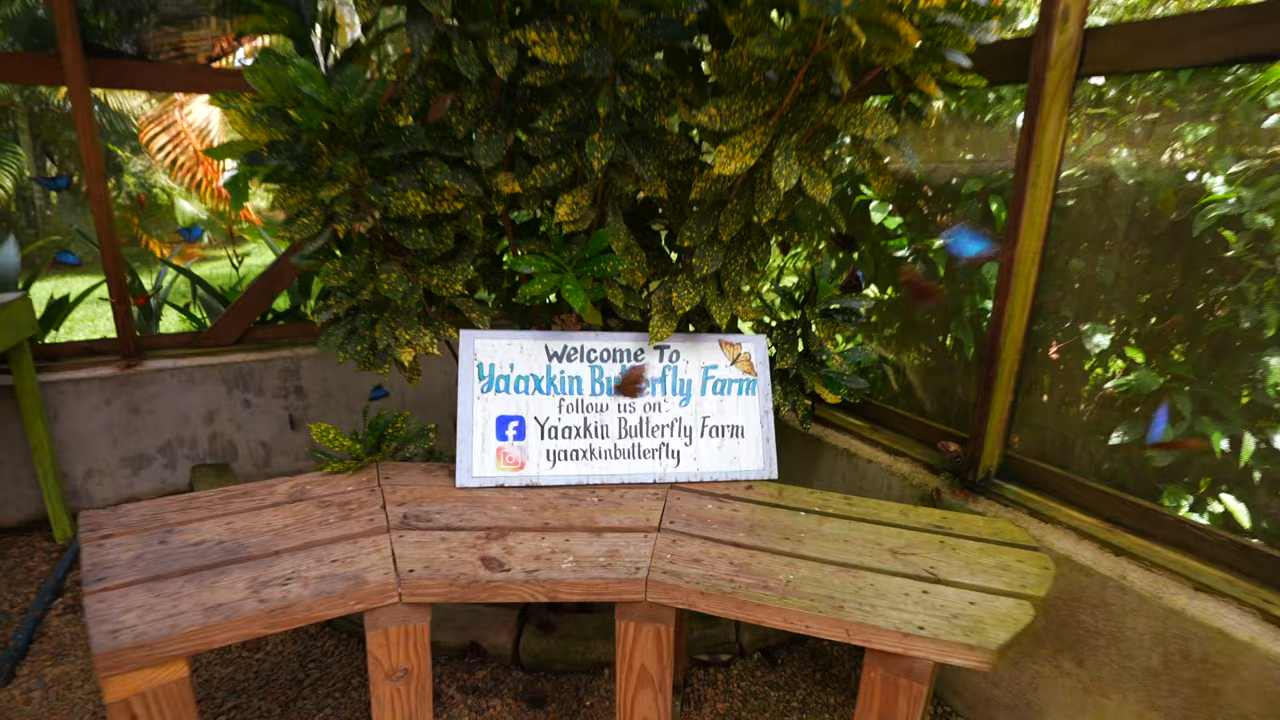 Welcome To
Ya'axkin Butterfly Farm
follow us on:
Ya'axkin Butterfly Farm
yaaxkinbutterfly